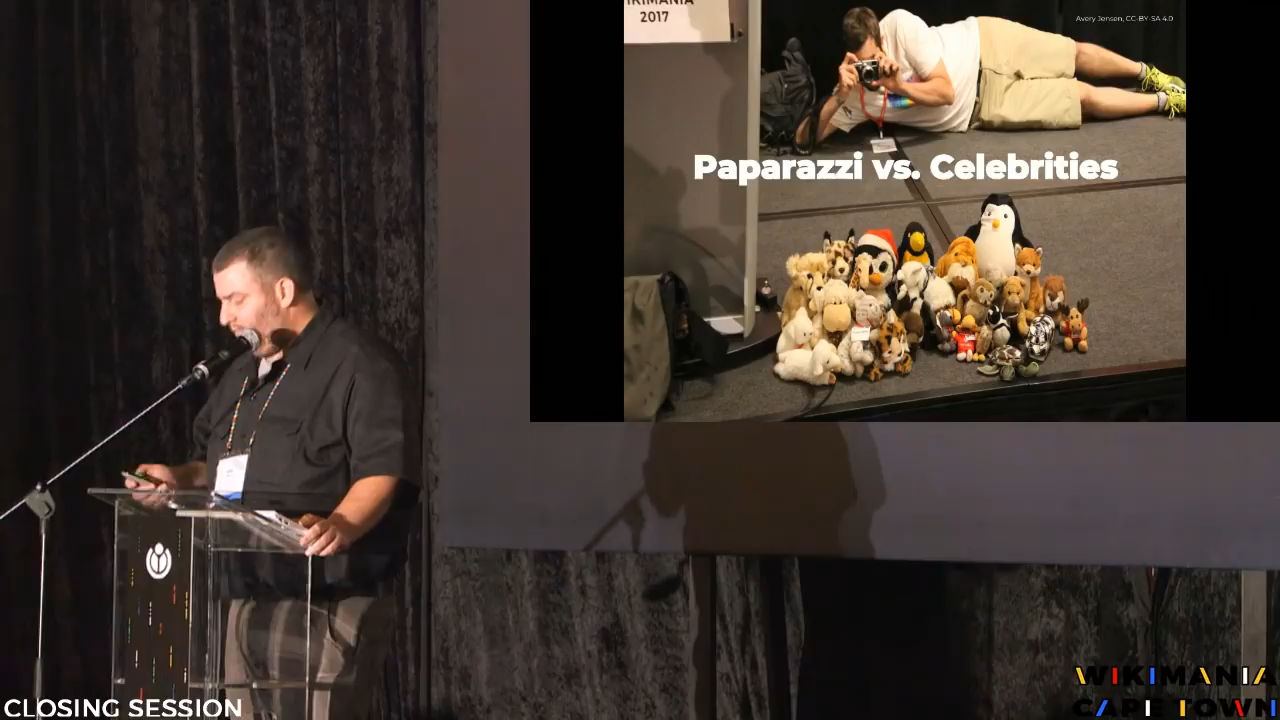 WIKIMANIA
2017
Avery Jensen, CC-BY-SA 4.0
Paparazzi vs. Celebrities
CLOSING SESSION
WIKIMANIA
CAPE TOWN